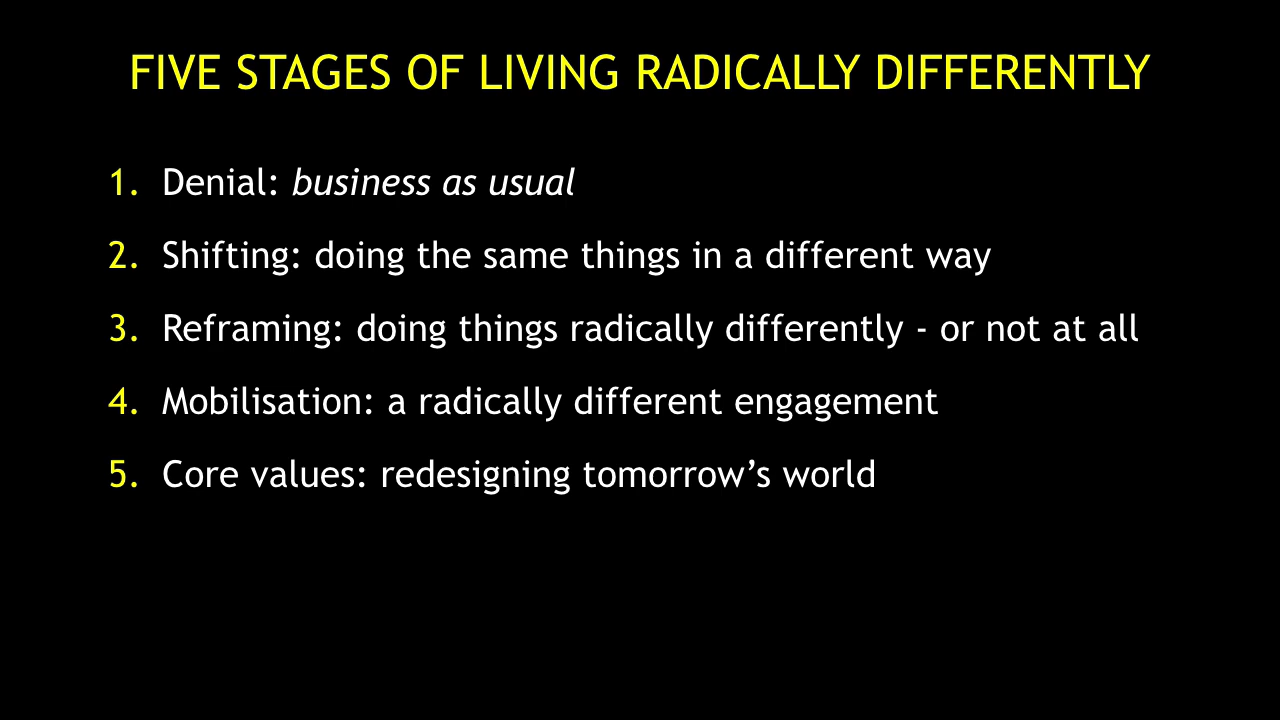 FIVE STAGES OF LIVING RADICALLY DIFFERENTLY
1. Denial: business as usual
2. Shifting: doing the same things in a different way
3. Reframing: doing things radically differently - or not at all
4. Mobilisation: a radically different engagement
5. Core values: redesigning tomorrow’s world